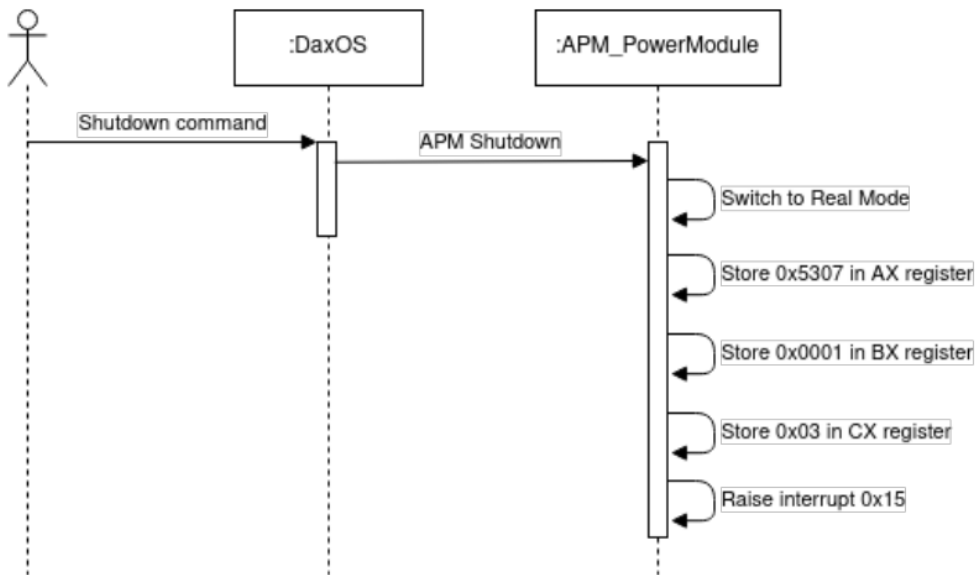 :DaxOS
:APM_PowerModule
Shutdown command
APM Shutdown
Switch to Real Mode
Store 0x5307 in AX register
Store 0x0001 in BX register
Store 0x03 in CX register
Raise interrupt 0x15